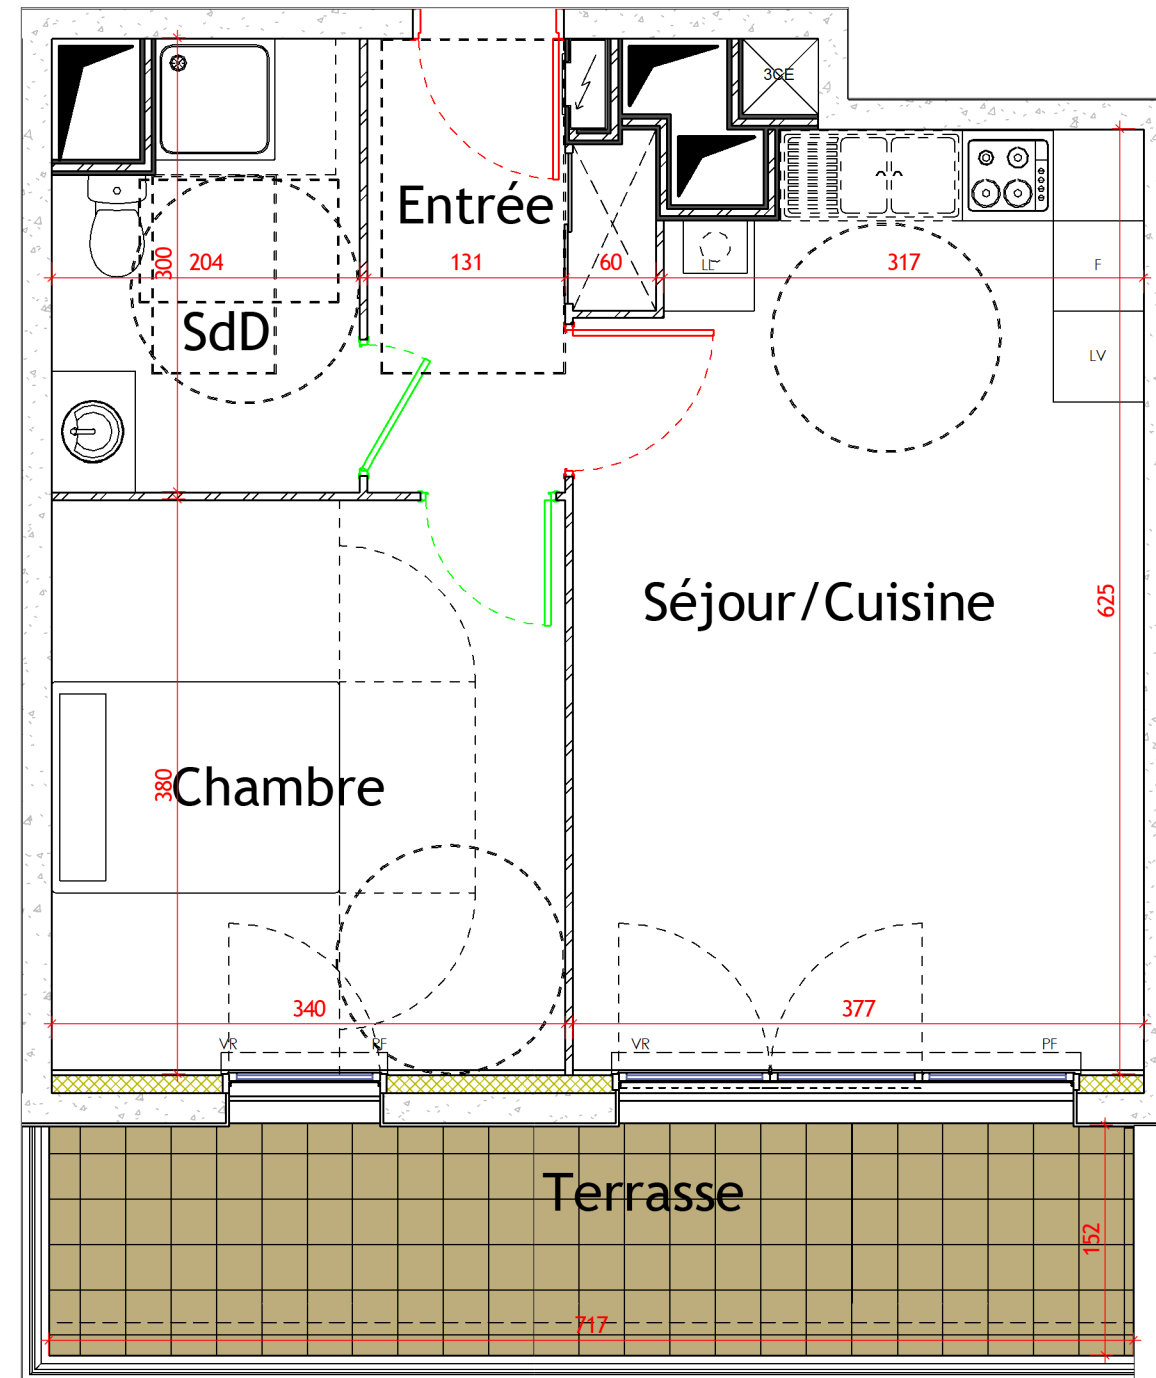 3CE
Entrée
300
204
131
60
LL
317
F
SdD
LV
Séjour/Cuisine
625
380
Chambre
340
377
VR
PF
VR
PF
Terrasse
152
717